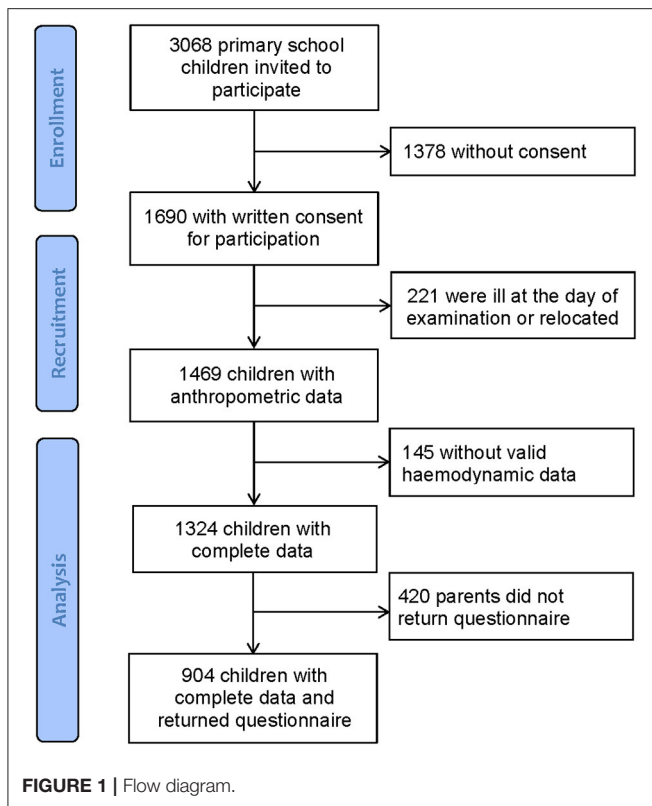 Enrollment
3068 primary school
children invited to
participate
1378 without consent
1690 with written consent
for participation
Recruitment
221 were ill at the day of
examination or relocated
1469 children with
anthropometric data
Analysis
145 without valid
haemodynamic data
1324 children with
complete data
420 parents did not
return questionnaire
904 children with
complete data and
returned questionnaire
FIGURE 1 | Flow diagram.